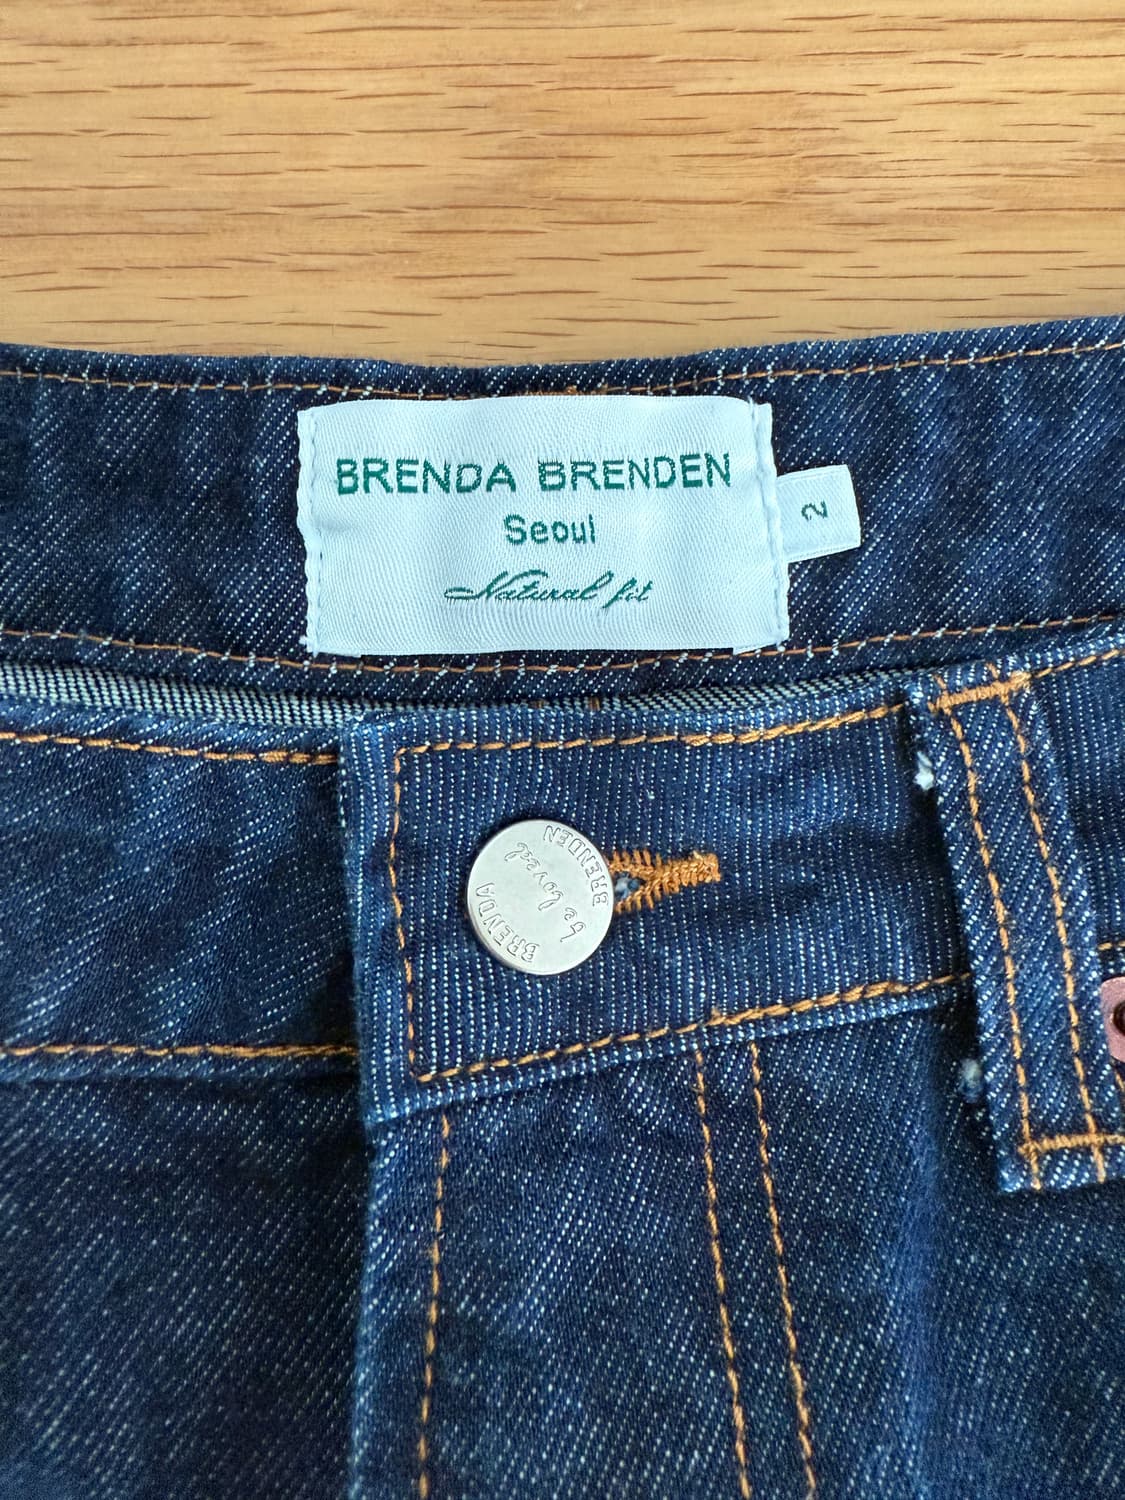 BRENDA BRENDEN
Seoul
Natural fit
2
BRENDA BRENDEN
be loved